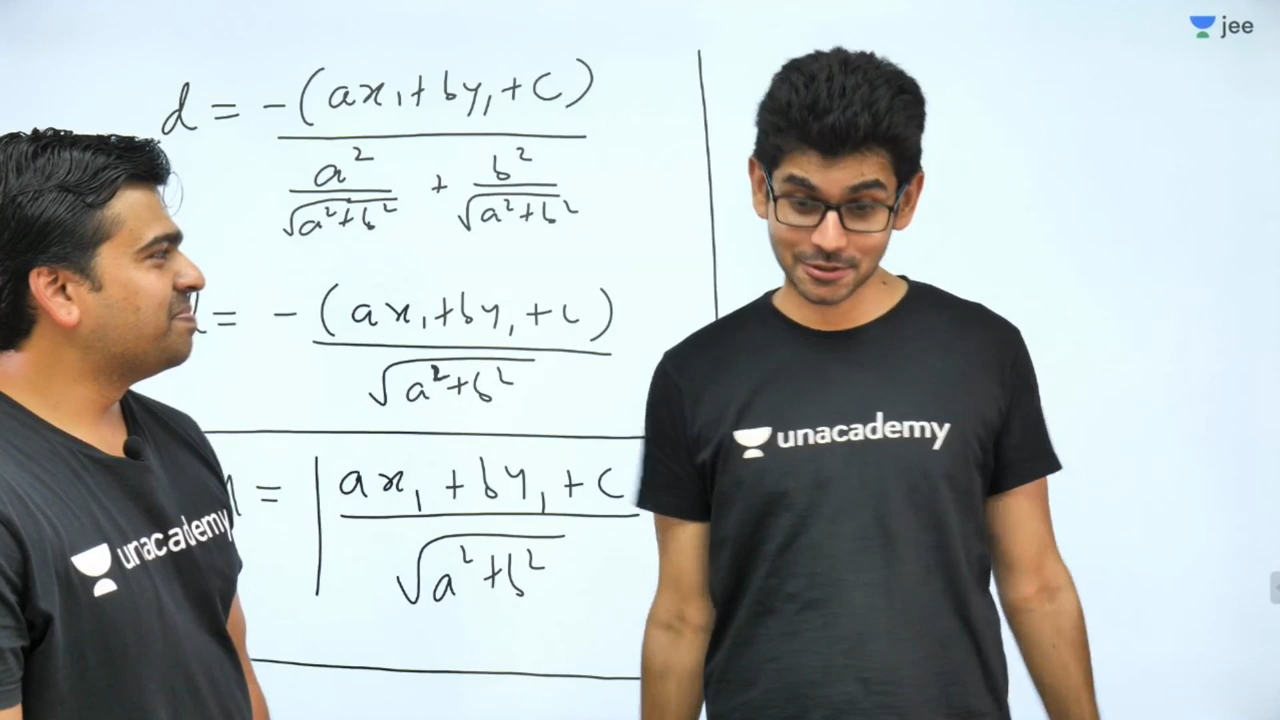 jee
d = -(ax₁+by₁+c)
a² + b²
√a²+b² √a²+b²
= -(ax₁+by₁+c)
√a²+b²
= | ax₁+by₁+c
√a²+b²
unacademy
unacademy